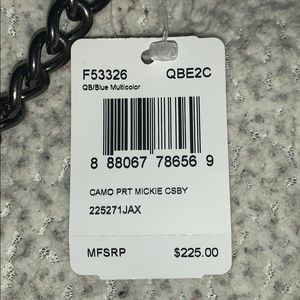 F53326 QBE2C
QB/Blue Multicolor
8 88067 78656 9
CAMO PRT MICKIE CSBY
225271JAX
MFSRP $225.00